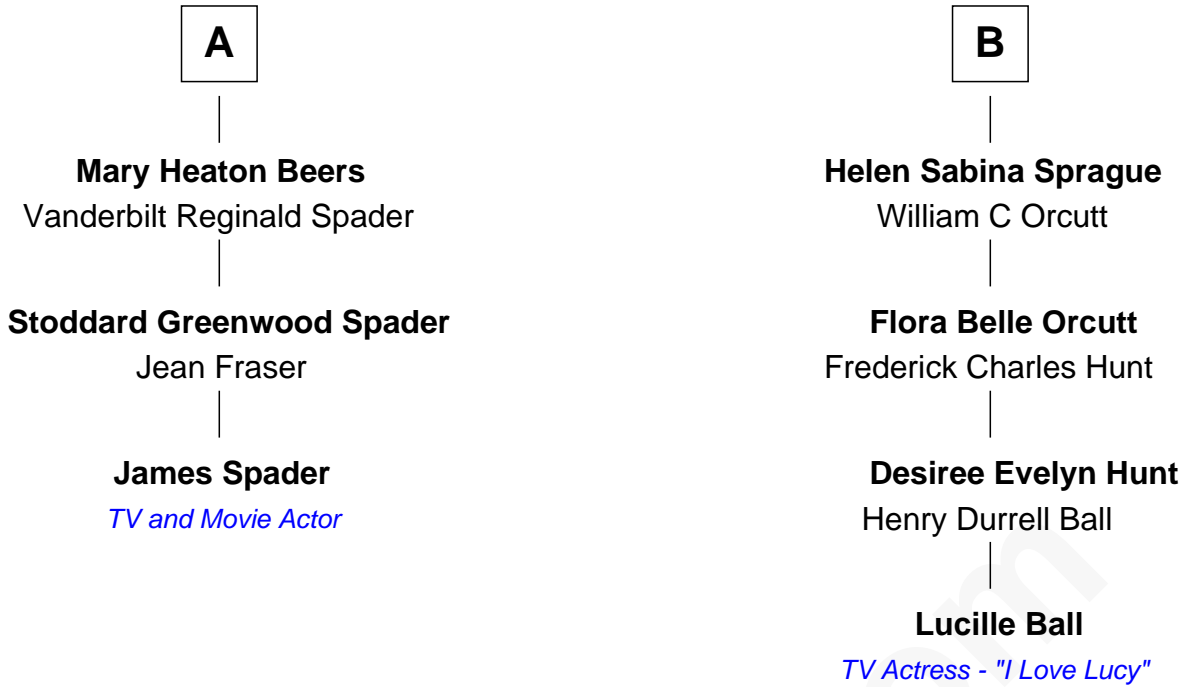 A
Mary Heaton Beers
Vanderbilt Reginald Spader
Stoddard Greenwood Spader
Jean Fraser
James Spader
TV and Movie Actor
B
Helen Sabina Sprague
William C Orcutt
Flora Belle Orcutt
Frederick Charles Hunt
Desiree Evelyn Hunt
Henry Durrell Ball
Lucille Ball
TV Actress - "I Love Lucy"
om